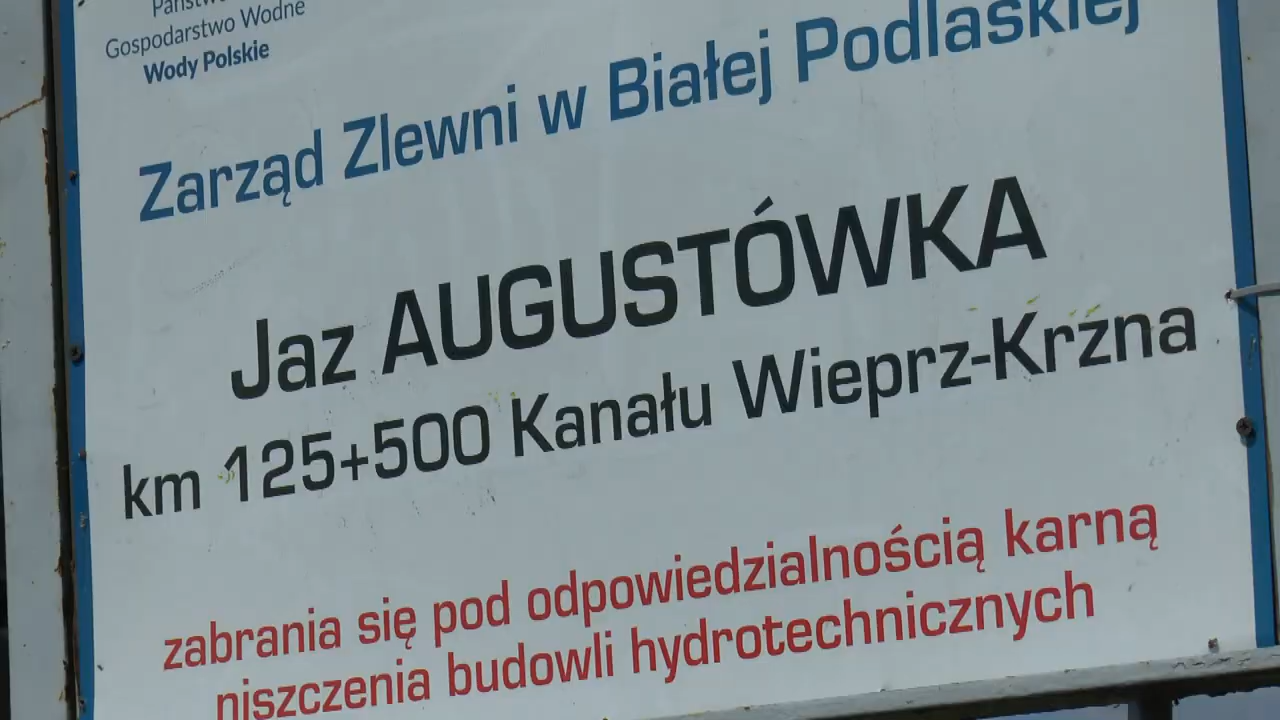 Państwowe
Gospodarstwo Wodne
Wody Polskie
Zarząd Zlewni w Białej Podlaskiej
Jaz AUGUSTÓWKA
km 125+500 Kanału Wieprz-Krzna
zabrania się pod odpowiedzialnością karną
niszczenia budowli hydrotechnicznych